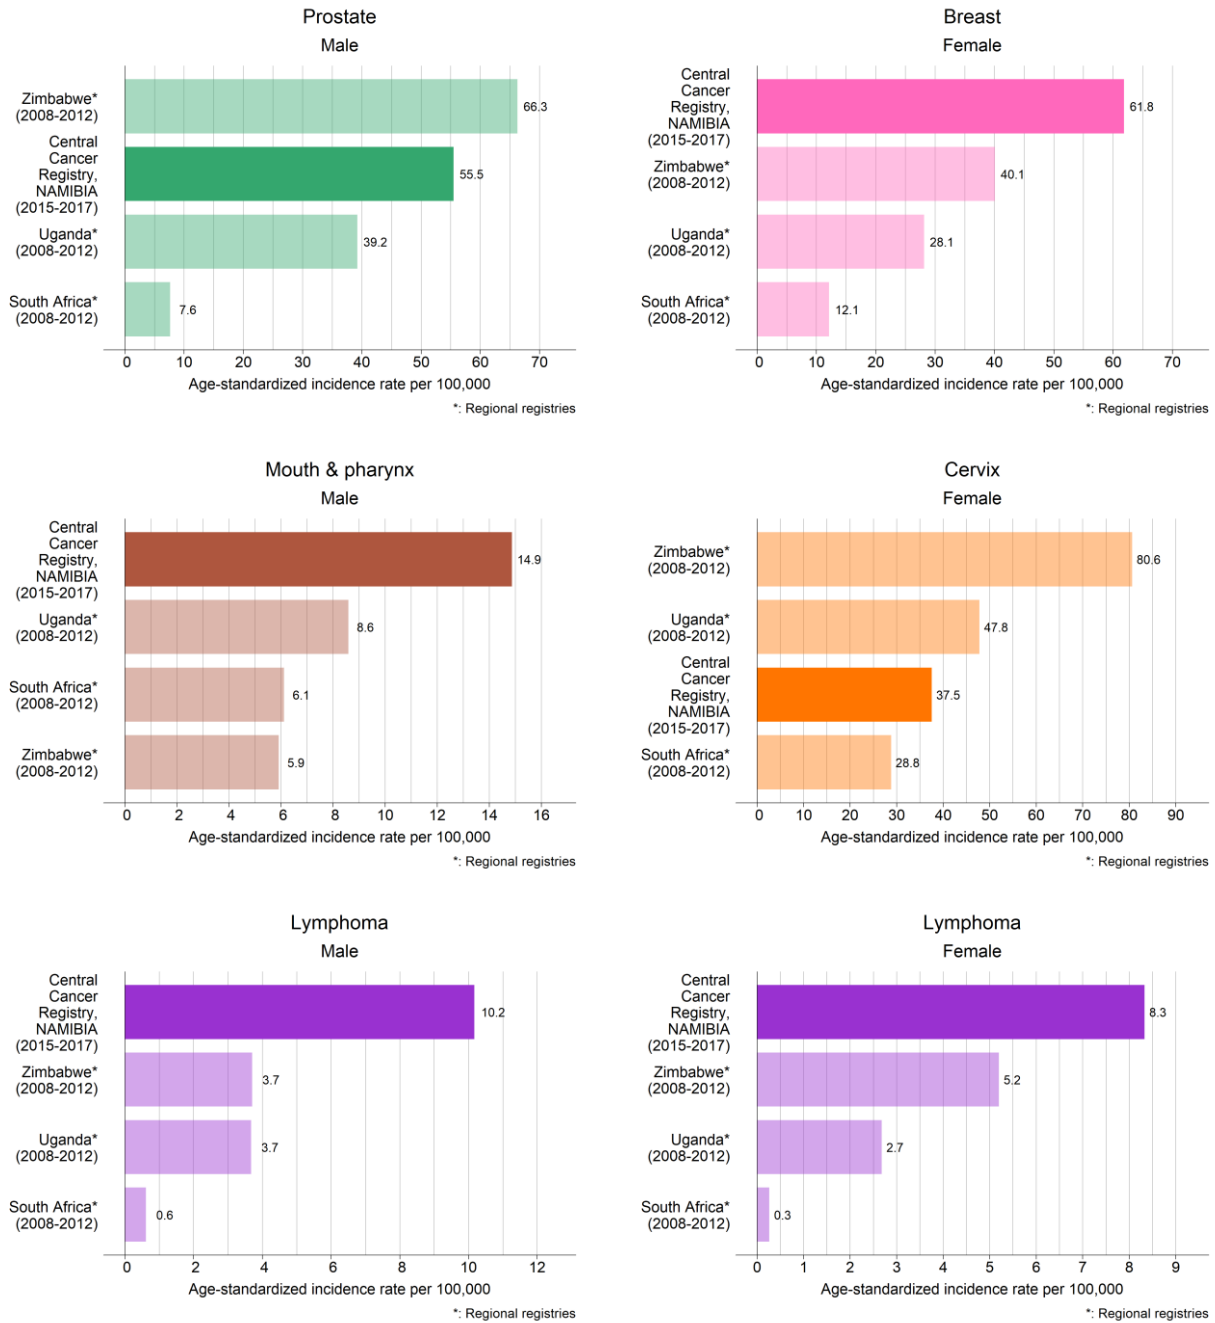 Prostate
Male
Zimbabwe*
(2008-2012)
66.3
Central
Cancer
Registry,
NAMIBIA
(2015-2017)
55.5
Uganda*
(2008-2012)
39.2
South Africa*
(2008-2012)
7.6
0 10 20 30 40 50 60 70
Age-standardized incidence rate per 100,000
*: Regional registries
Breast
Female
Central
Cancer
Registry,
NAMIBIA
(2015-2017)
61.8
Zimbabwe*
(2008-2012)
40.1
Uganda*
(2008-2012)
28.1
South Africa*
(2008-2012)
12.1
0 10 20 30 40 50 60 70
Age-standardized incidence rate per 100,000
*: Regional registries
Mouth & pharynx
Male
Central
Cancer
Registry,
NAMIBIA
(2015-2017)
14.9
Uganda*
(2008-2012)
8.6
South Africa*
(2008-2012)
6.1
Zimbabwe*
(2008-2012)
5.9
0 2 4 6 8 10 12 14 16
Age-standardized incidence rate per 100,000
*: Regional registries
Cervix
Female
Zimbabwe*
(2008-2012)
80.6
Uganda*
(2008-2012)
47.8
Central
Cancer
Registry,
NAMIBIA
(2015-2017)
37.5
South Africa*
(2008-2012)
28.8
0 10 20 30 40 50 60 70 80 90
Age-standardized incidence rate per 100,000
*: Regional registries
Lymphoma
Male
Central
Cancer
Registry,
NAMIBIA
(2015-2017)
10.2
Zimbabwe*
(2008-2012)
3.7
Uganda*
(2008-2012)
3.7
South Africa*
(2008-2012)
0.6
0 2 4 6 8 10 12
Age-standardized incidence rate per 100,000
*: Regional registries
Lymphoma
Female
Central
Cancer
Registry,
NAMIBIA
(2015-2017)
8.3
Zimbabwe*
(2008-2012)
5.2
Uganda*
(2008-2012)
2.7
South Africa*
(2008-2012)
0.3
0 1 2 3 4 5 6 7 8 9
Age-standardized incidence rate per 100,000
*: Regional registries